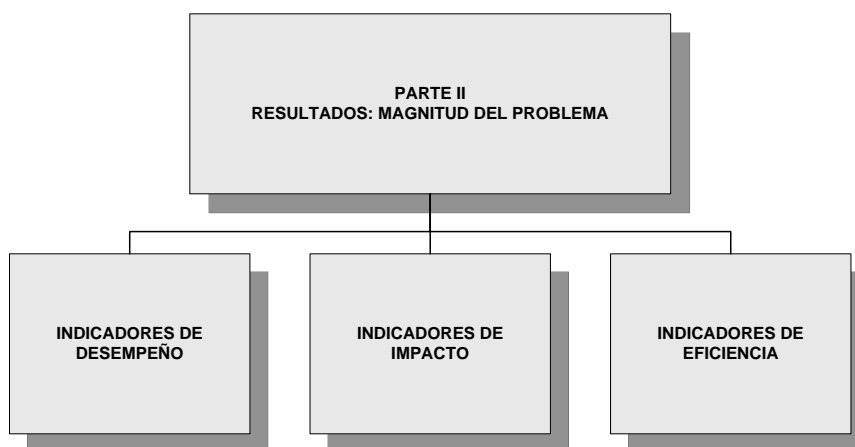 PARTE II
RESULTADOS: MAGNITUD DEL PROBLEMA
INDICADORES DE
DESEMPEÑO
INDICADORES DE
IMPACTO
INDICADORES DE
EFICIENCIA